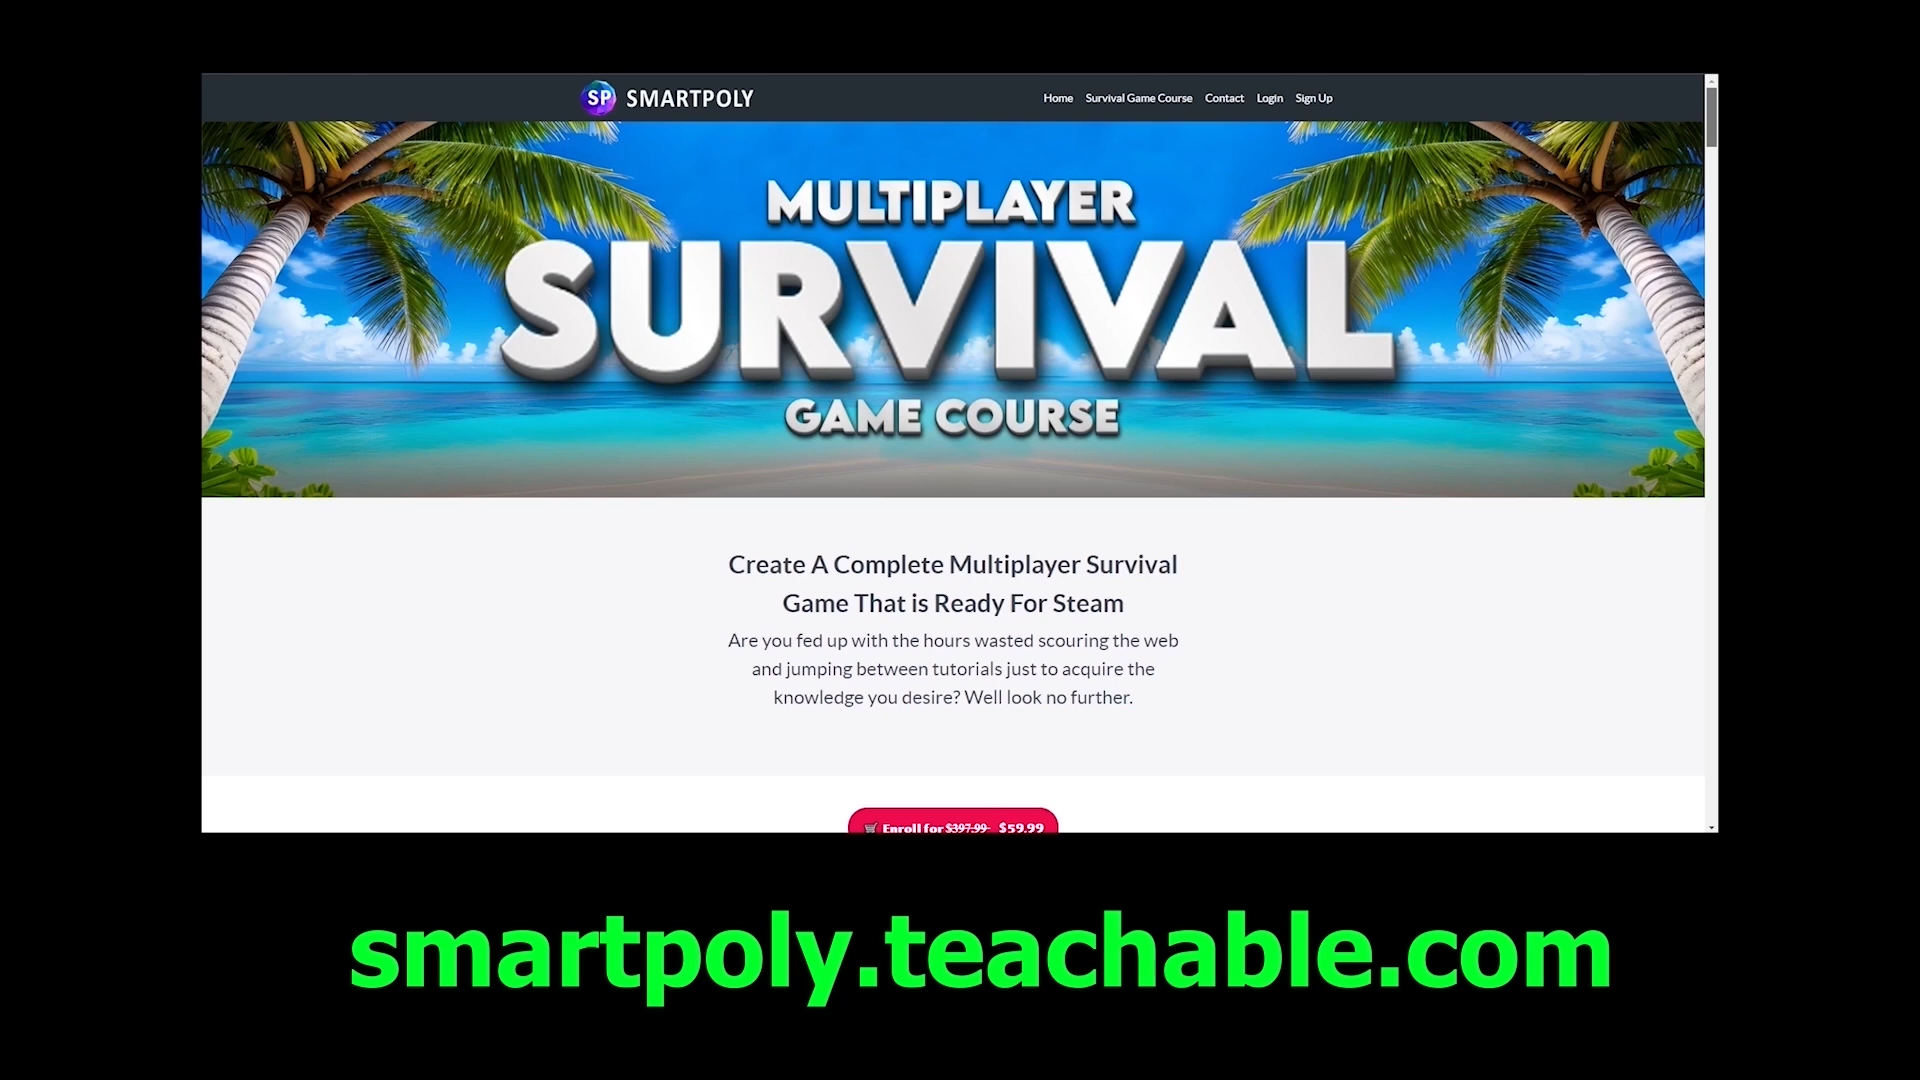 SP SMARTPOLY
Home Survival Game Course Contact Login Sign Up
MULTIPLAYER
SURVIVAL
GAME COURSE
Create A Complete Multiplayer Survival
Game That is Ready For Steam
Are you fed up with the hours wasted scouring the web
and jumping between tutorials just to acquire the
knowledge you desire? Well look no further.
Enroll for $397.99 $59.99
smartpoly.teachable.com